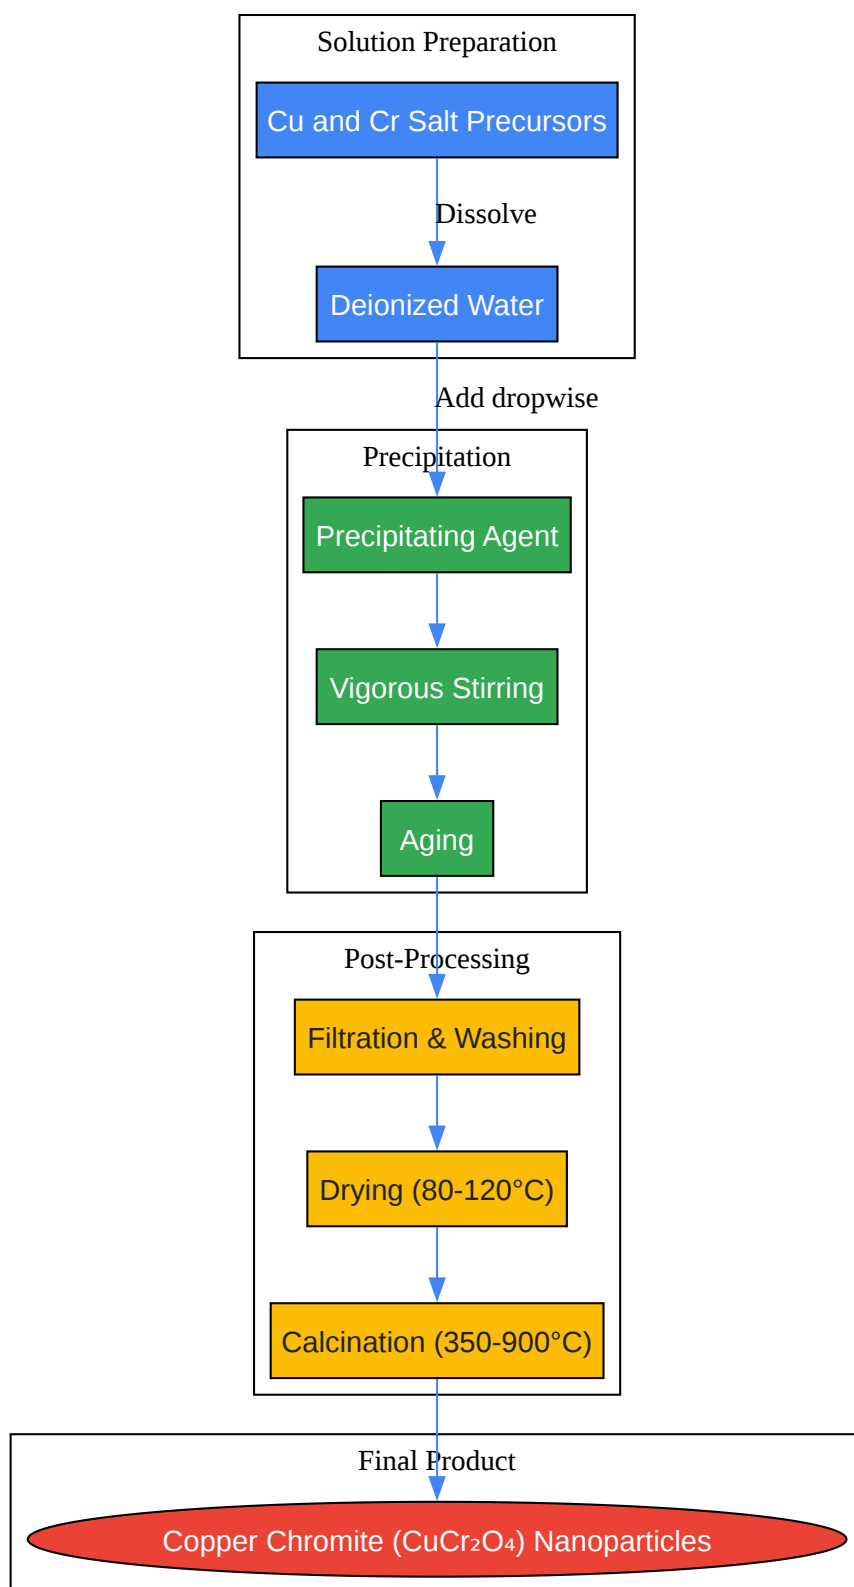 Solution Preparation
Cu and Cr Salt Precursors
Dissolve
Deionized Water
Add dropwise
Precipitation
Precipitating Agent
Vigorous Stirring
Aging
Post-Processing
Filtration & Washing
Drying (80-120°C)
Calcination (350-900°C)
Final Product
Copper Chromite (CuCr₂O₄) Nanoparticles